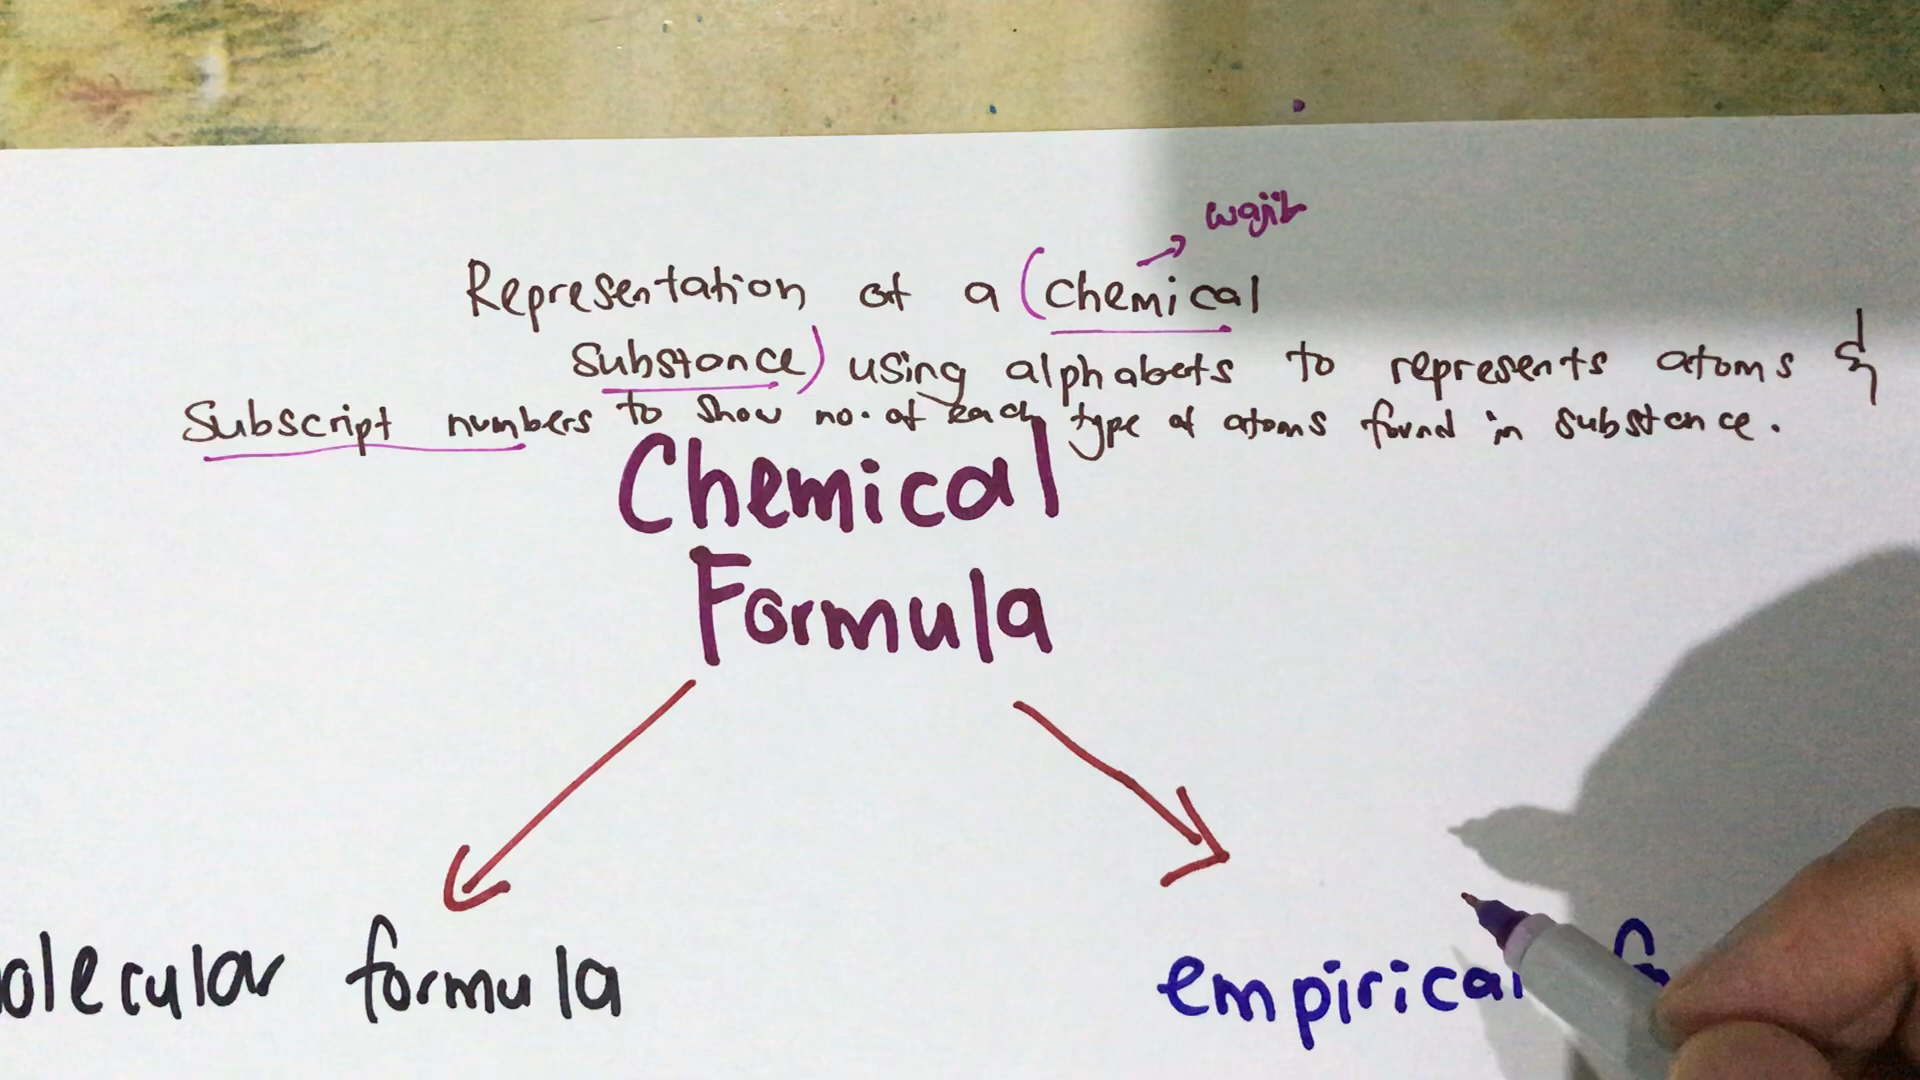 wajib
Representation of a (chemical
Substance) using alphabets to represents atoms &
Subscript numbers to show no. of each type of atoms found in substance.
Chemical
Formula
olecular formula
empirical